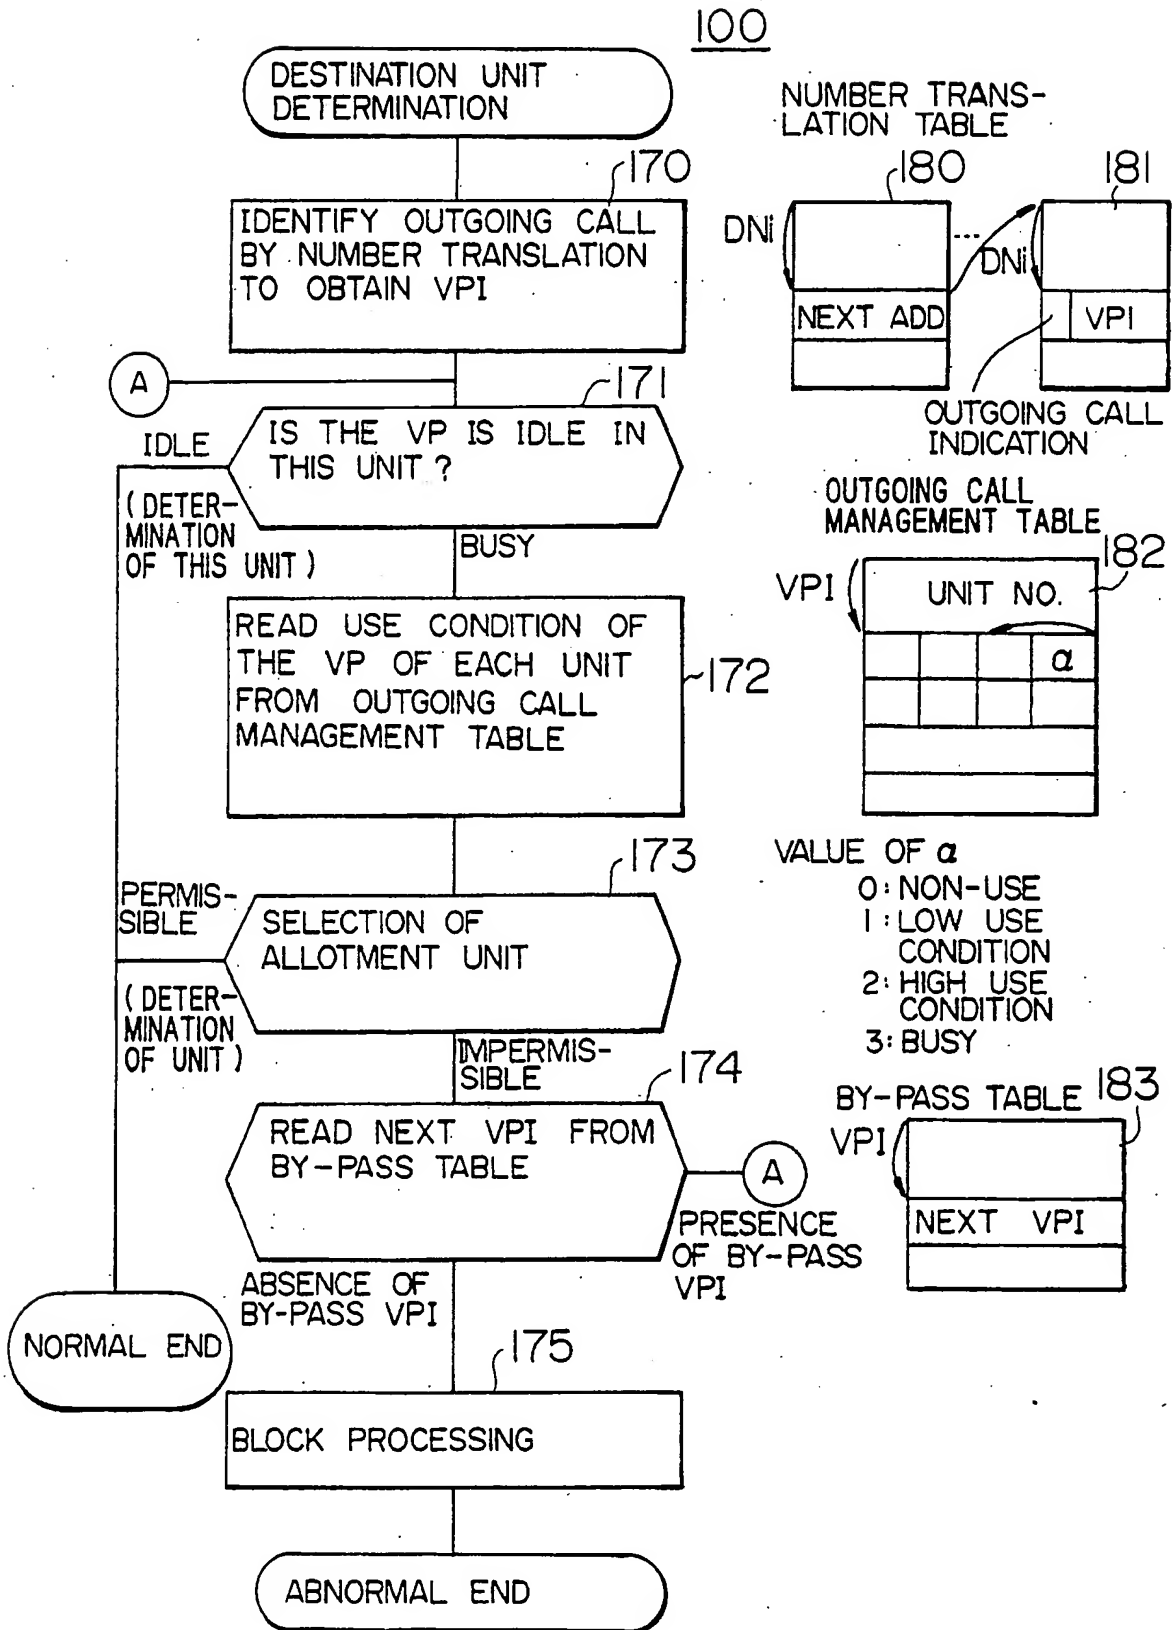 100
DESTINATION UNIT
DETERMINATION
170
IDENTIFY OUTGOING CALL
BY NUMBER TRANSLATION
TO OBTAIN VPI
A
171
IS THE VP IS IDLE IN
THIS UNIT?
IDLE
(DETER-
MINATION
OF THIS UNIT)
BUSY
READ USE CONDITION OF
THE VP OF EACH UNIT
FROM OUTGOING CALL
MANAGEMENT TABLE
172
173
SELECTION OF
ALLOTMENT UNIT
PERMIS-
SIBLE
(DETER-
MINATION
OF UNIT)
IMPERMIS-
SIBLE
174
READ NEXT VPI FROM
BY-PASS TABLE
A
PRESENCE
OF BY-PASS
VPI
ABSENCE OF
BY-PASS VPI
NORMAL END
175
BLOCK PROCESSING
ABNORMAL END
NUMBER TRANS-
LATION TABLE
180
181
DNi
...
DNi
NEXT ADD
VPI
OUTGOING CALL
INDICATION
OUTGOING CALL
MANAGEMENT TABLE
182
VPI
UNIT NO.
α
VALUE OF α
0: NON-USE
1: LOW USE
CONDITION
2: HIGH USE
CONDITION
3: BUSY
BY-PASS TABLE
183
VPI
NEXT VPI